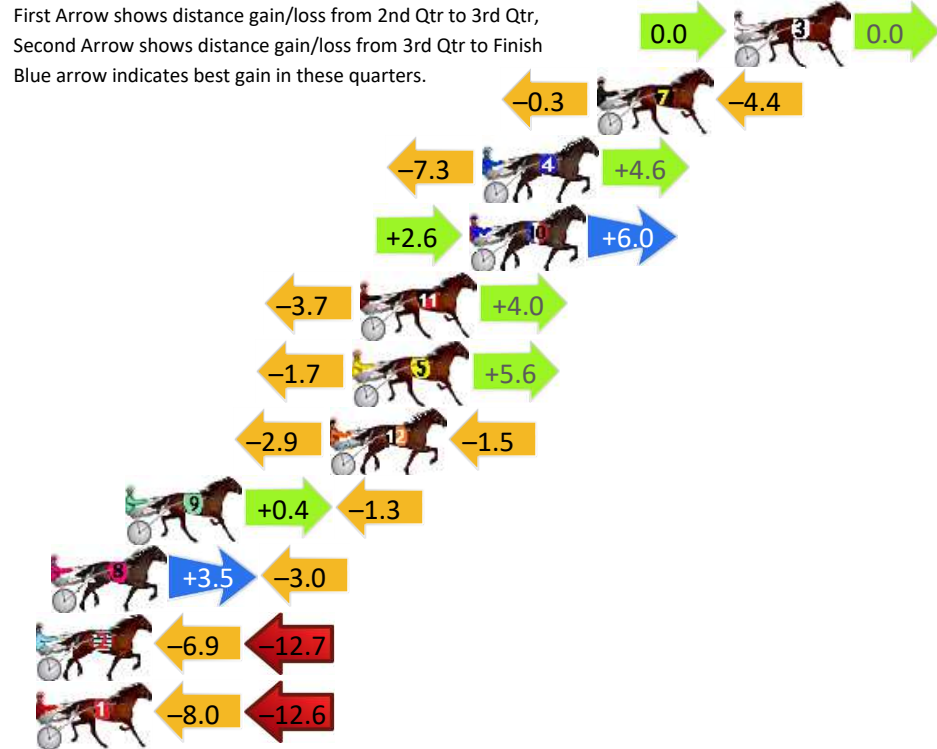 First Arrow shows distance gain/loss from 2nd Qtr to 3rd Qtr,
Second Arrow shows distance gain/loss from 3rd Qtr to Finish
Blue arrow indicates best gain in these quarters.
0.0 3 0.0
–0.3 7 –4.4
–7.3 4 +4.6
+2.6 10 +6.0
–3.7 11 +4.0
–1.7 5 +5.6
–2.9 12 –1.5
9 +0.4 –1.3
8 +3.5 –3.0
2 –6.9 –12.7
1 –8.0 –12.6